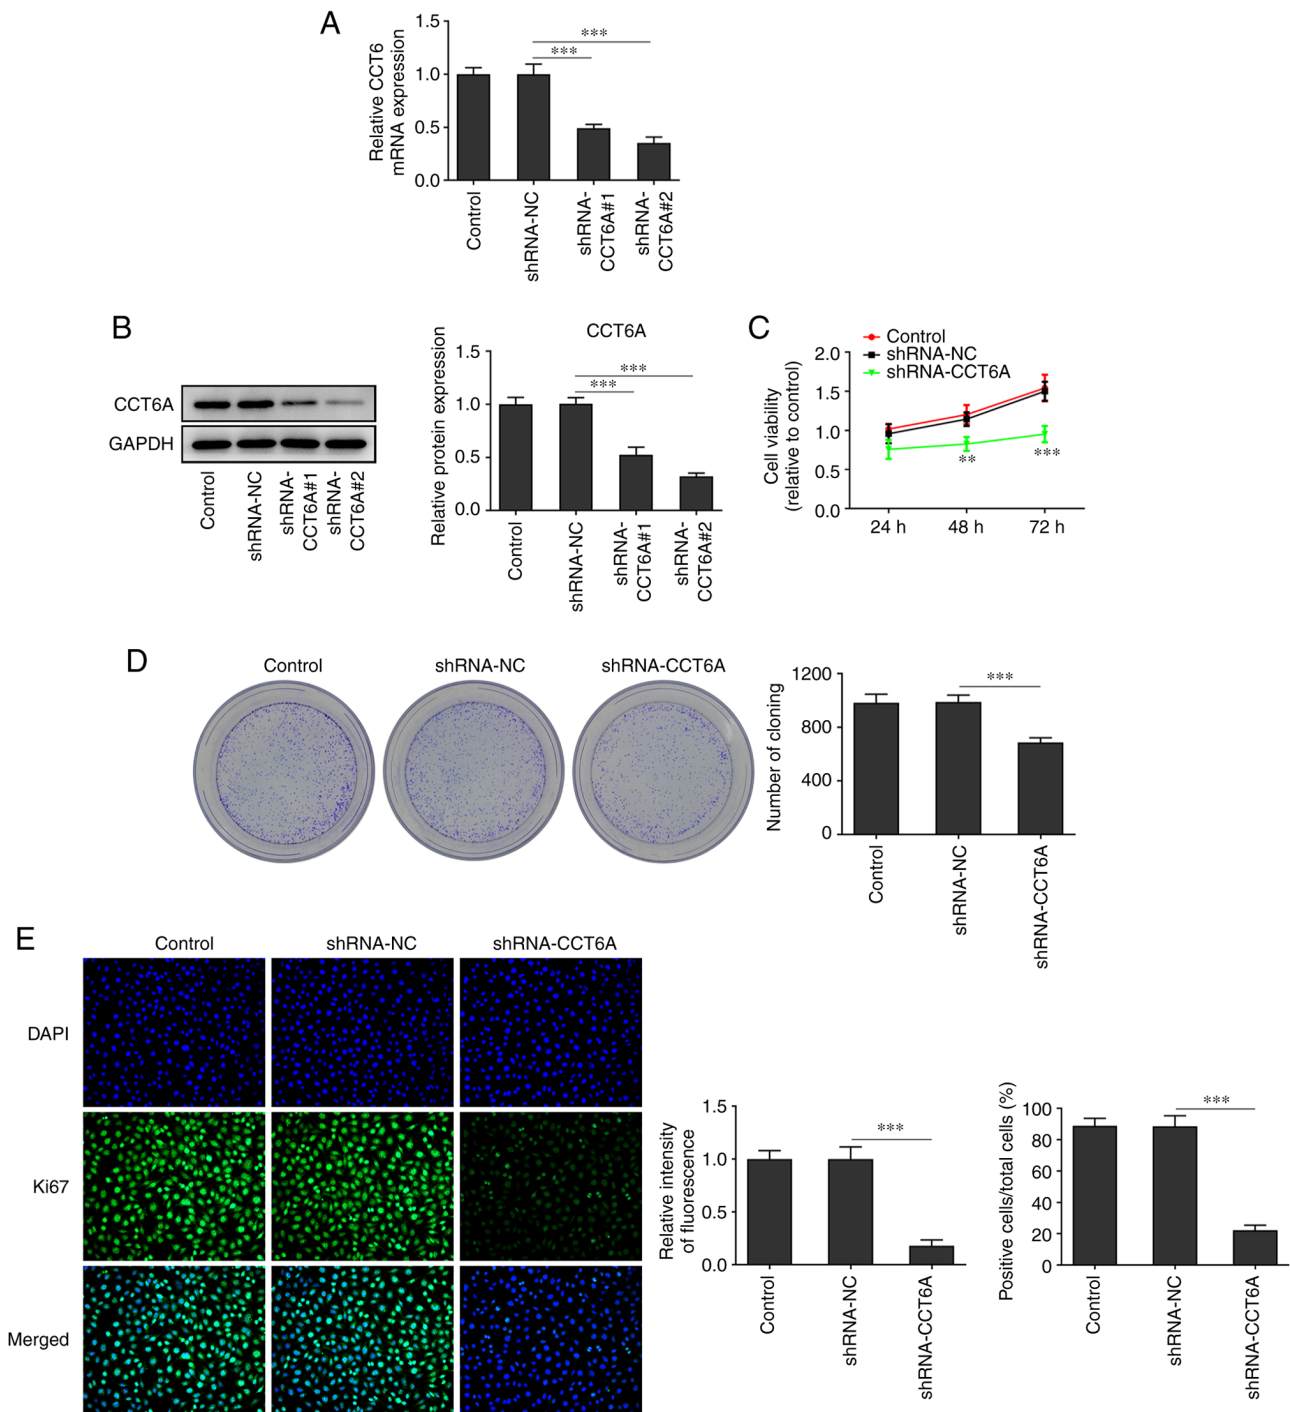 A
Relative CCT6
mRNA expression
1.5
1.0
0.5
0.0
***
***
Control
shRNA-NC
shRNA-
CCT6A#1
shRNA-
CCT6A#2
B
CCT6A
GAPDH
Control
shRNA-NC
shRNA-
CCT6A#1
shRNA-
CCT6A#2
CCT6A
Relative protein expression
1.5
1.0
0.5
0.0
***
***
Control
shRNA-NC
shRNA-
CCT6A#1
shRNA-
CCT6A#2
C
Control
shRNA-NC
shRNA-CCT6A
Cell viability
(relative to control)
2.0
1.5
1.0
0.5
0.0
**
***
24 h
48 h
72 h
D
Control
shRNA-NC
shRNA-CCT6A
Number of cloning
1200
800
400
0
***
Control
shRNA-NC
shRNA-CCT6A
E
Control
shRNA-NC
shRNA-CCT6A
DAPI
Ki67
Merged
Relative intensity
of fluorescence
1.5
1.0
0.5
0.0
***
Control
shRNA-NC
shRNA-CCT6A
Positive cells/total cells (%)
100
80
60
40
20
0
***
Control
shRNA-NC
shRNA-CCT6A